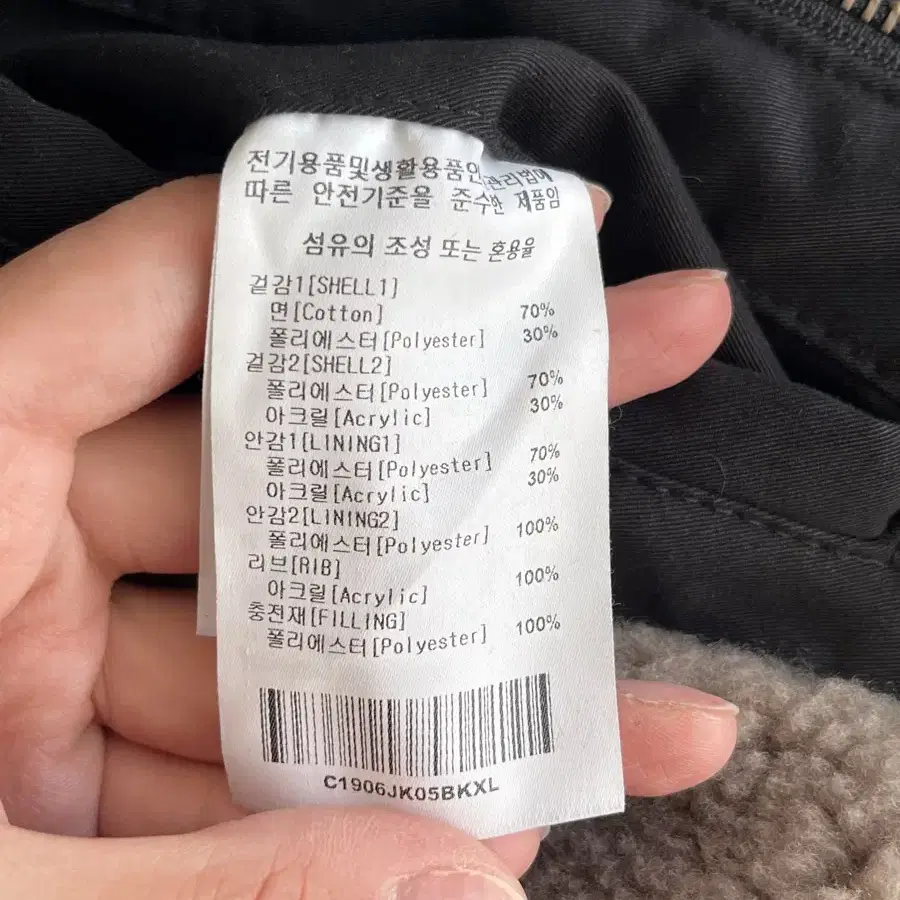 전기용품및생활용품안관리법에
따른 안전기준을 준수한 제품임
섬유의 조성 또는 혼용율
겉감1[SHELL1]
면[Cotton] 70%
폴리에스터[Polyester] 30%
겉감2[SHELL2]
폴리에스터[Polyester] 70%
아크릴[Acrylic] 30%
안감1[LINING1]
폴리에스터[Polyester] 70%
아크릴[Acrylic] 30%
안감2[LINING2]
폴리에스터[Polyester] 100%
리브[RIB]
아크릴[Acrylic] 100%
충전재[FILLING]
폴리에스터[Polyester] 100%
C1906JK05BKXL